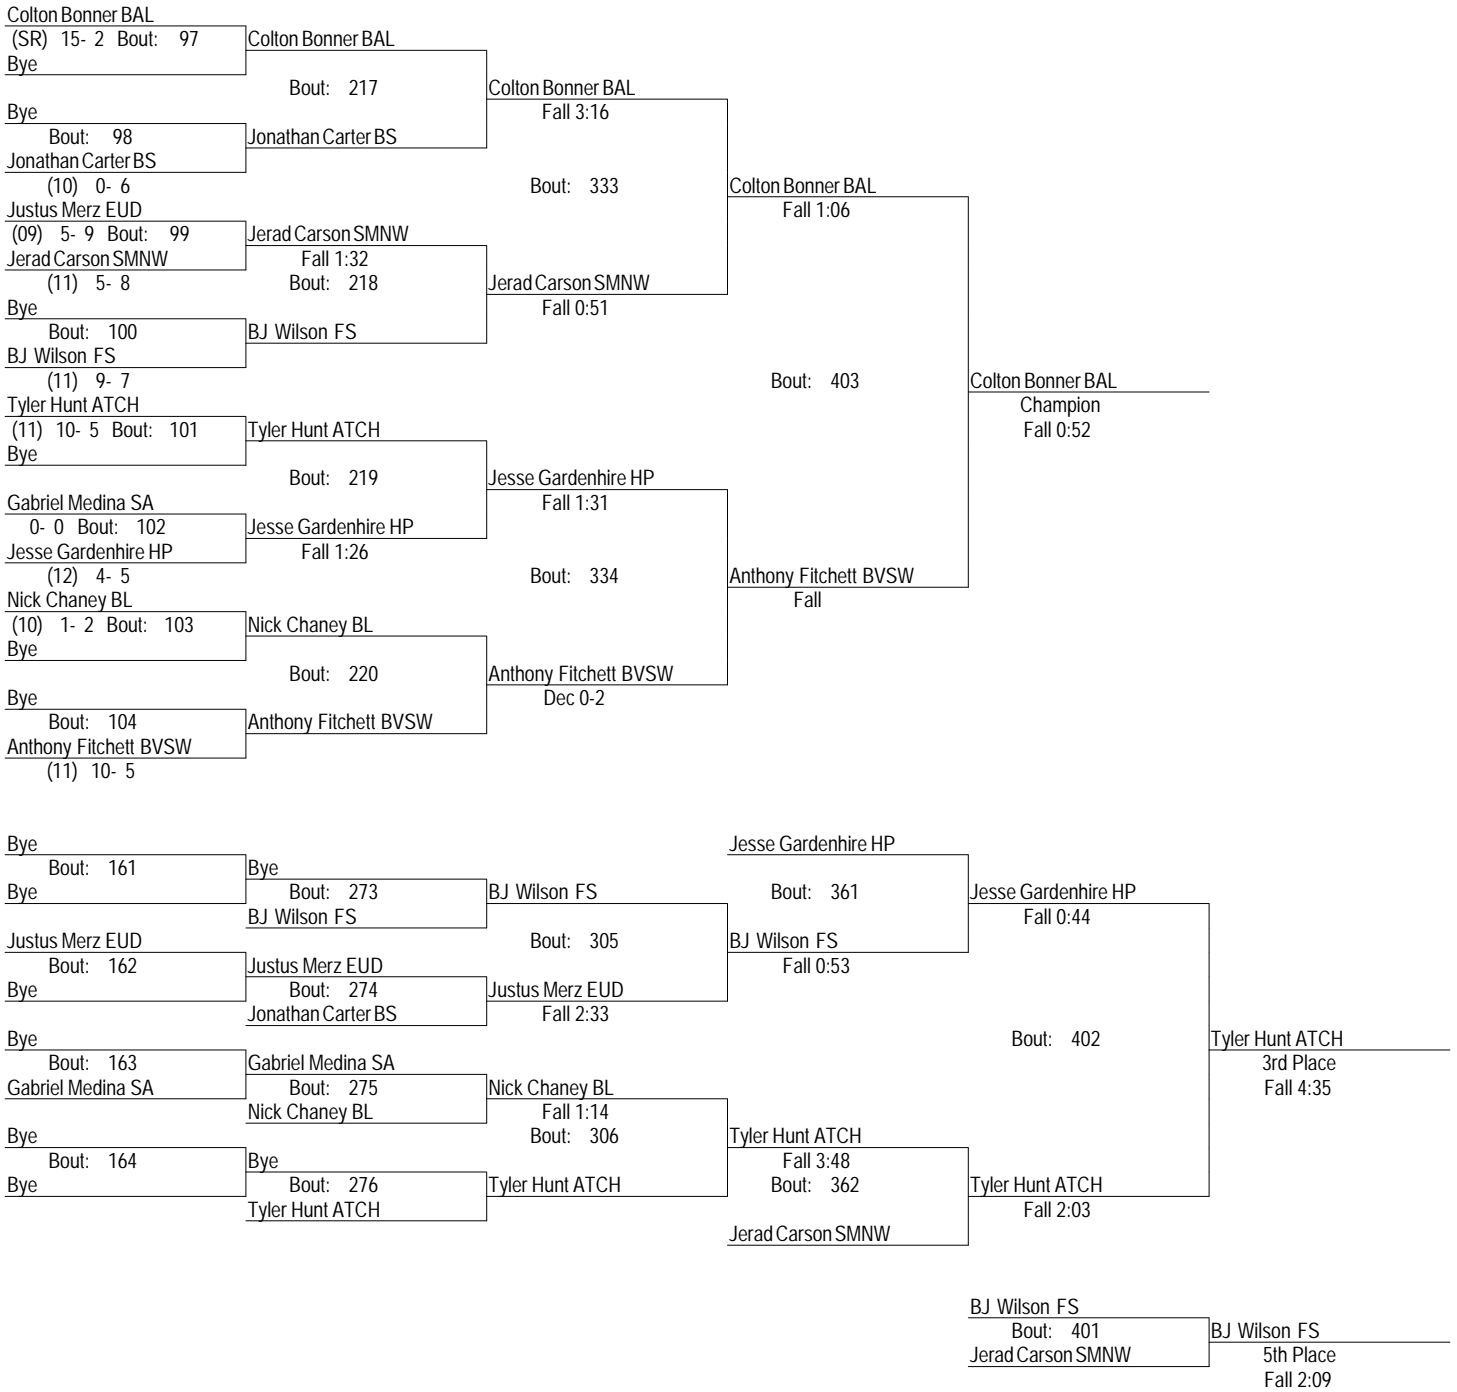 Colton Bonner BAL
(SR) 15- 2 Bout: 97 Colton Bonner BAL
Bye
Bout: 217 Colton Bonner BAL
Bye Fall 3:16
Bout: 98 Jonathan Carter BS
Jonathan Carter BS
(10) 0- 6 Bout: 333 Colton Bonner BAL
Justus Merz EUD Fall 1:06
(09) 5- 9 Bout: 99 Jerad Carson SMNW
Jerad Carson SMNW Fall 1:32
(11) 5- 8 Bout: 218 Jerad Carson SMNW
Bye Fall 0:51
Bout: 100 BJ Wilson FS
BJ Wilson FS
(11) 9- 7 Bout: 403 Colton Bonner BAL
Tyler Hunt ATCH Champion
(11) 10- 5 Bout: 101 Tyler Hunt ATCH Fall 0:52
Bye
Bout: 219 Jesse Gardenhire HP
Gabriel Medina SA Fall 1:31
0- 0 Bout: 102 Jesse Gardenhire HP
Jesse Gardenhire HP Fall 1:26
(12) 4- 5 Bout: 334 Anthony Fitchett BVSW
Nick Chaney BL Fall
(10) 1- 2 Bout: 103 Nick Chaney BL
Bye
Bout: 220 Anthony Fitchett BVSW
Bye Dec 0-2
Bout: 104 Anthony Fitchett BVSW
Anthony Fitchett BVSW
(11) 10- 5
Bye Jesse Gardenhire HP
Bout: 161 Bye
Bye Bout: 273 BJ Wilson FS Bout: 361 Jesse Gardenhire HP
BJ Wilson FS Fall 0:44
Justus Merz EUD Bout: 305 BJ Wilson FS
Bout: 162 Justus Merz EUD Fall 0:53
Bye Bout: 274 Justus Merz EUD
Jonathan Carter BS Fall 2:33
Bye Bout: 402 Tyler Hunt ATCH
Bout: 163 Gabriel Medina SA 3rd Place
Gabriel Medina SA Bout: 275 Nick Chaney BL Fall 4:35
Nick Chaney BL Fall 1:14
Bye Bout: 306 Tyler Hunt ATCH
Bout: 164 Bye Fall 3:48
Bye Bout: 276 Tyler Hunt ATCH Bout: 362 Tyler Hunt ATCH
Tyler Hunt ATCH Fall 2:03
Jerad Carson SMNW
BJ Wilson FS
Bout: 401 BJ Wilson FS
Jerad Carson SMNW 5th Place
Fall 2:09